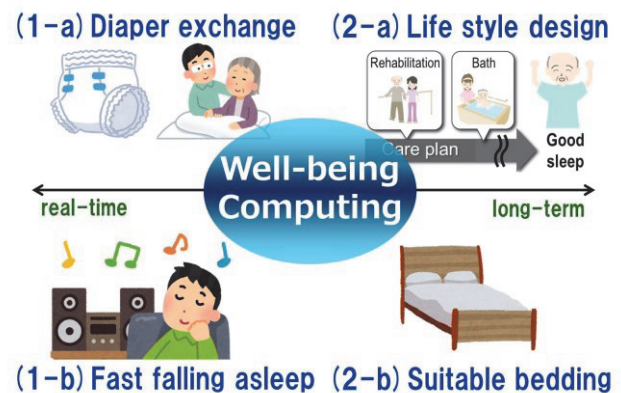 (1-a) Diaper exchange
(2-a) Life style design
Rehabilitation
Bath
Care plan
Good
sleep
Well-being
Computing
real-time
long-term
(1-b) Fast falling asleep
(2-b) Suitable bedding